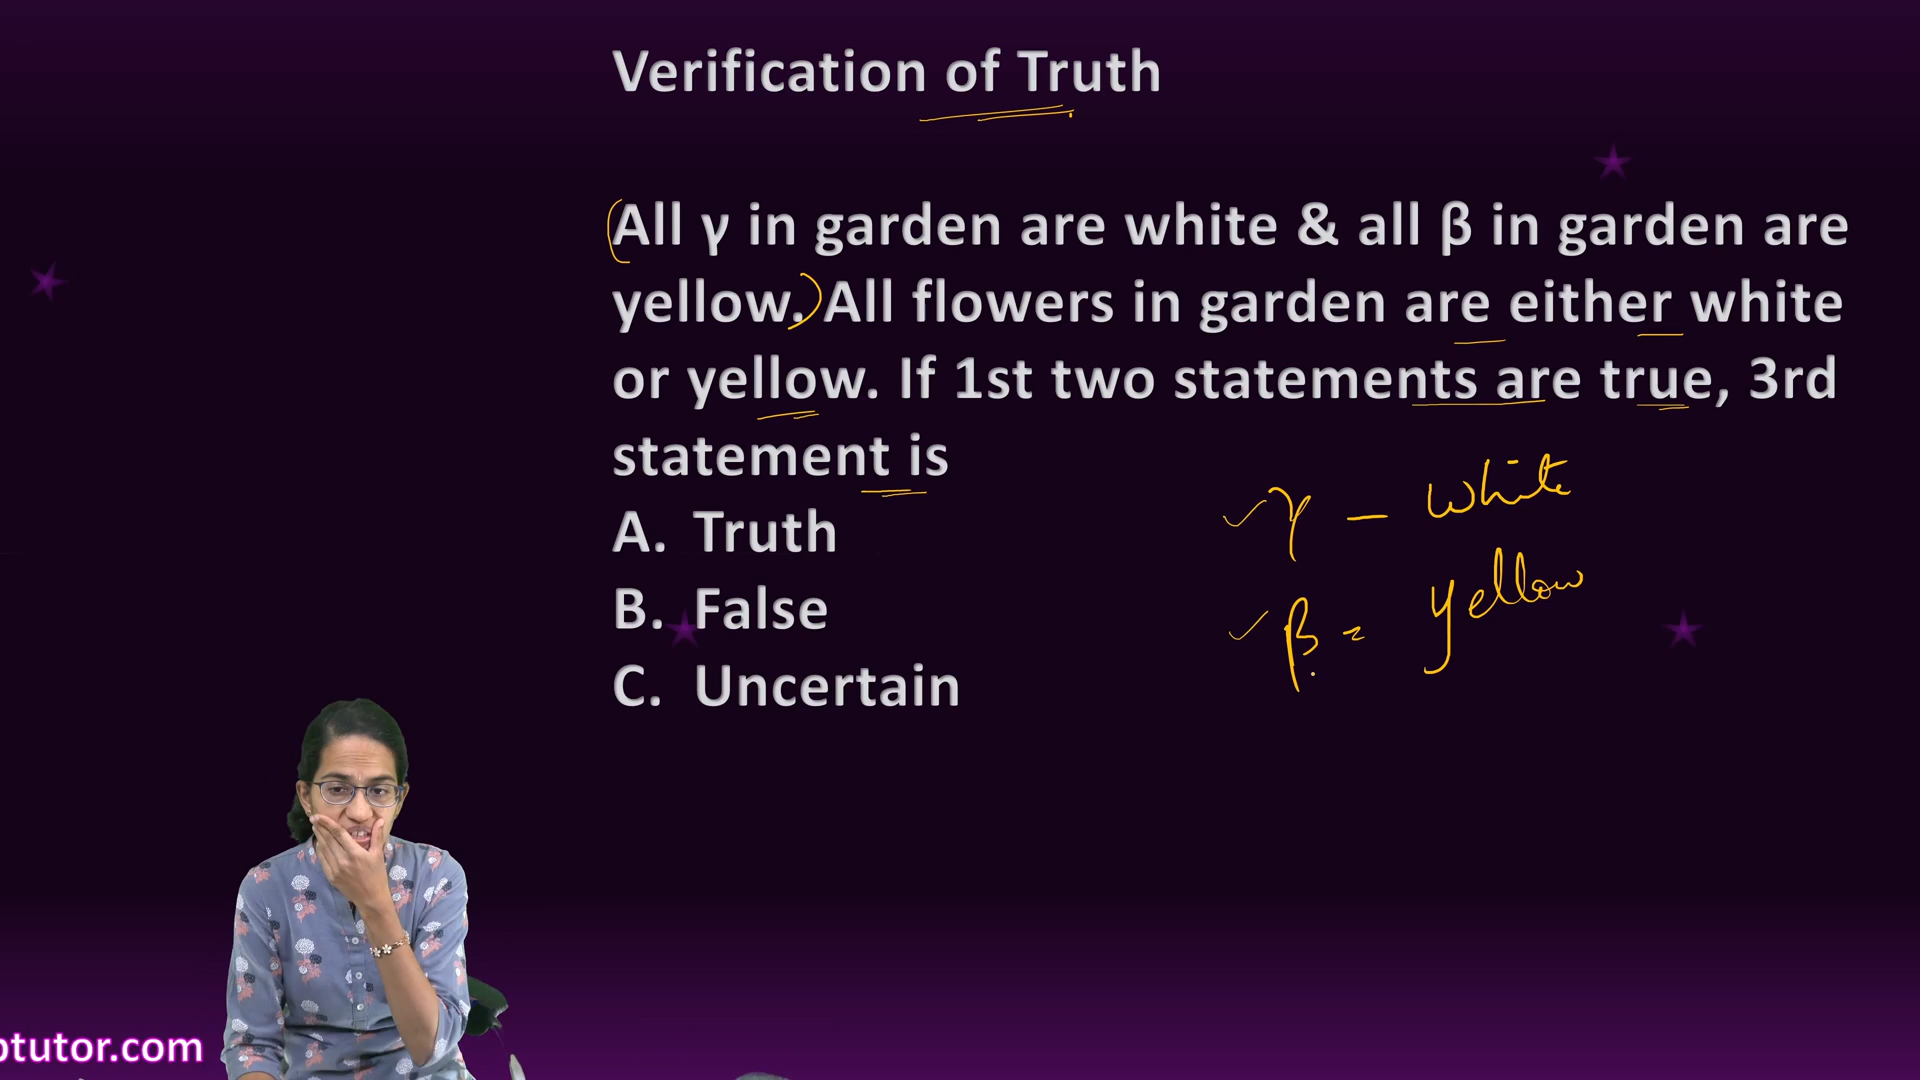 Verification of Truth
All γ in garden are white & all β in garden are
yellow. All flowers in garden are either white
or yellow. If 1st two statements are true, 3rd
statement is
A. Truth
B. False
C. Uncertain
γ – white
β = yellow
tutor.com